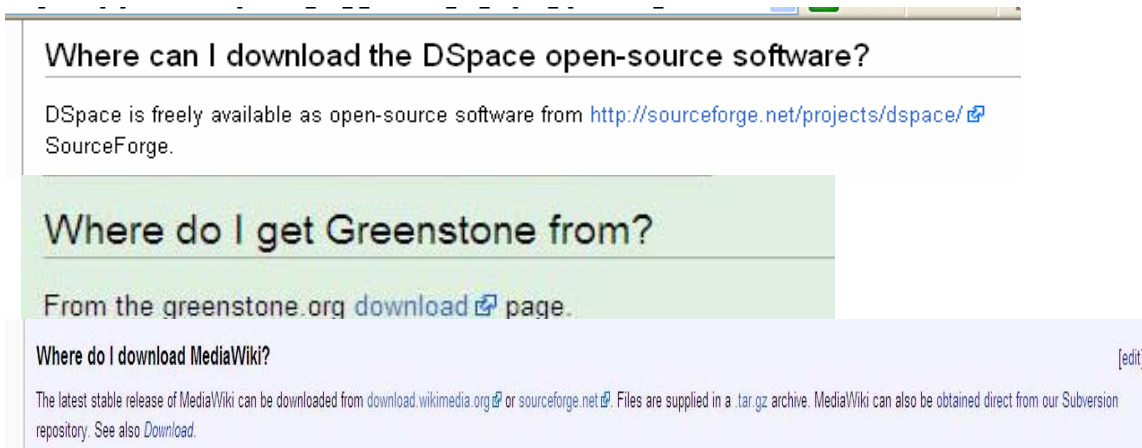 Where can I download the DSpace open-source software?
DSpace is freely available as open-source software from http://sourceforge.net/projects/dspace/
SourceForge.
Where do I get Greenstone from?
From the greenstone.org download page.
Where do I download MediaWiki? [edit]
The latest stable release of MediaWiki can be downloaded from download.wikimedia.org or sourceforge.net. Files are supplied in a .tar.gz archive. MediaWiki can also be obtained direct from our Subversion
repository. See also Download.